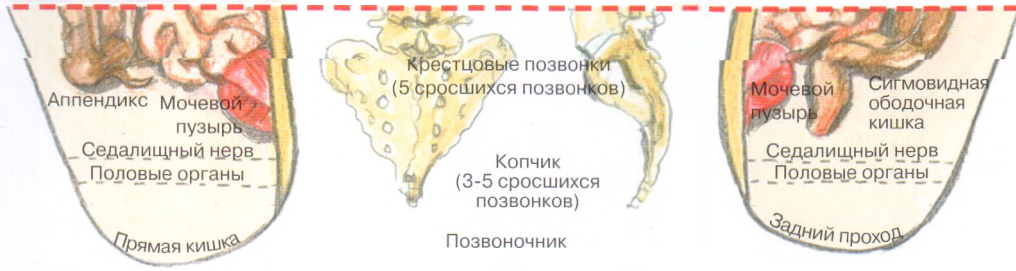 Аппендикс
Мочевой
пузырь
Седалищный нерв
Половые органы
Прямая кишка
Крестцовые позвонки
(5 сросшихся позвонков)
Копчик
(3-5 сросшихся
позвонков)
Позвоночник
Мочевой
пузырь
Сигмовидная
ободочная
кишка
Седалищный нерв
Половые органы
Задний проход